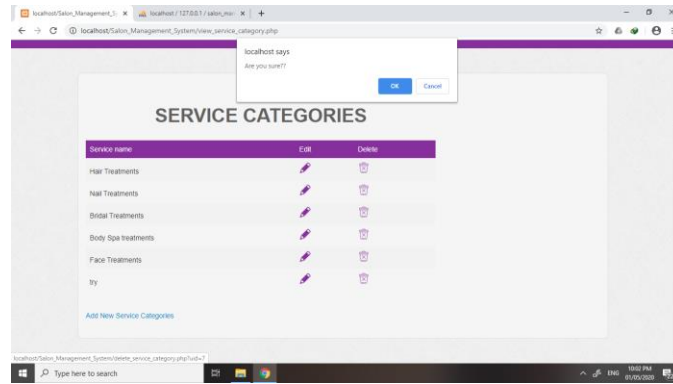 localhost/Salon_Management_S
localhost / 127.0.0.1 / salon_mar
localhost/Salon_Management_System/view_service_category.php
localhost says
Are you sure??
OK Cancel
SERVICE CATEGORIES
Service name Edit Delete
Hair Treatments
Nail Treatments
Bridal Treatments
Body Spa treatments
Face Treatments
try
Add New Service Categories
localhost/Salon_Management_System/delete_service_category.php?uid=7
Type here to search
ENG
10:02 PM
01/05/2020